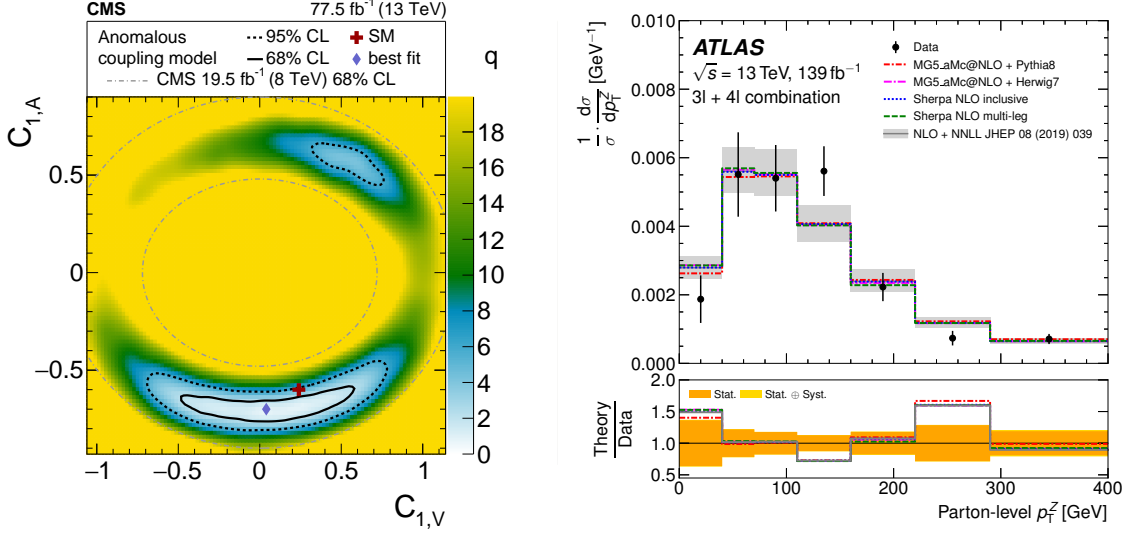 CMS 77.5 fb⁻¹ (13 TeV)
Anomalous coupling model
95% CL SM
68% CL best fit
CMS 19.5 fb⁻¹ (8 TeV) 68% CL
q
C1,A
0.5
0
−0.5
−1 −0.5 0 0.5 1
C1,V
18
16
14
12
10
8
6
4
2
0
ATLAS
√s = 13 TeV, 139 fb⁻¹
3l + 4l combination
Data
MG5_aMc@NLO + Pythia8
MG5_aMc@NLO + Herwig7
Sherpa NLO inclusive
Sherpa NLO multi-leg
NLO + NNLL JHEP 08 (2019) 039
1/σ · dσ/dp_T^Z [GeV⁻¹]
0.010
0.008
0.006
0.004
0.002
0.000
Stat. Stat. ⊕ Syst.
Theory
Data
2.0
1.5
1.0
0.5
0 100 200 300 400
Parton-level p_T^Z [GeV]